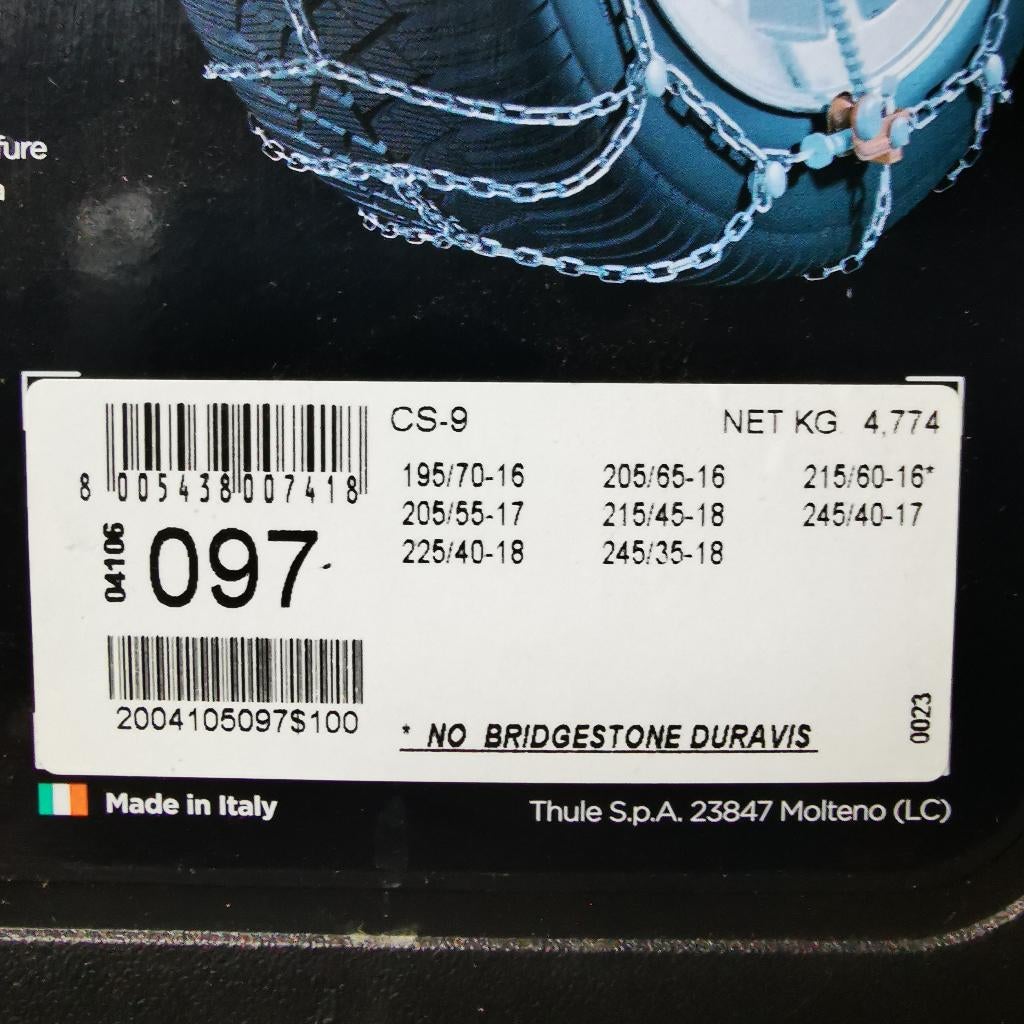 CS-9 NET KG 4,774
195/70-16 205/65-16 215/60-16*
205/55-17 215/45-18 245/40-17
225/40-18 245/35-18
8 005438 007418
04106
097
2004105097$100
* NO BRIDGESTONE DURAVIS
0023
Made in Italy
Thule S.p.A. 23847 Molteno (LC)